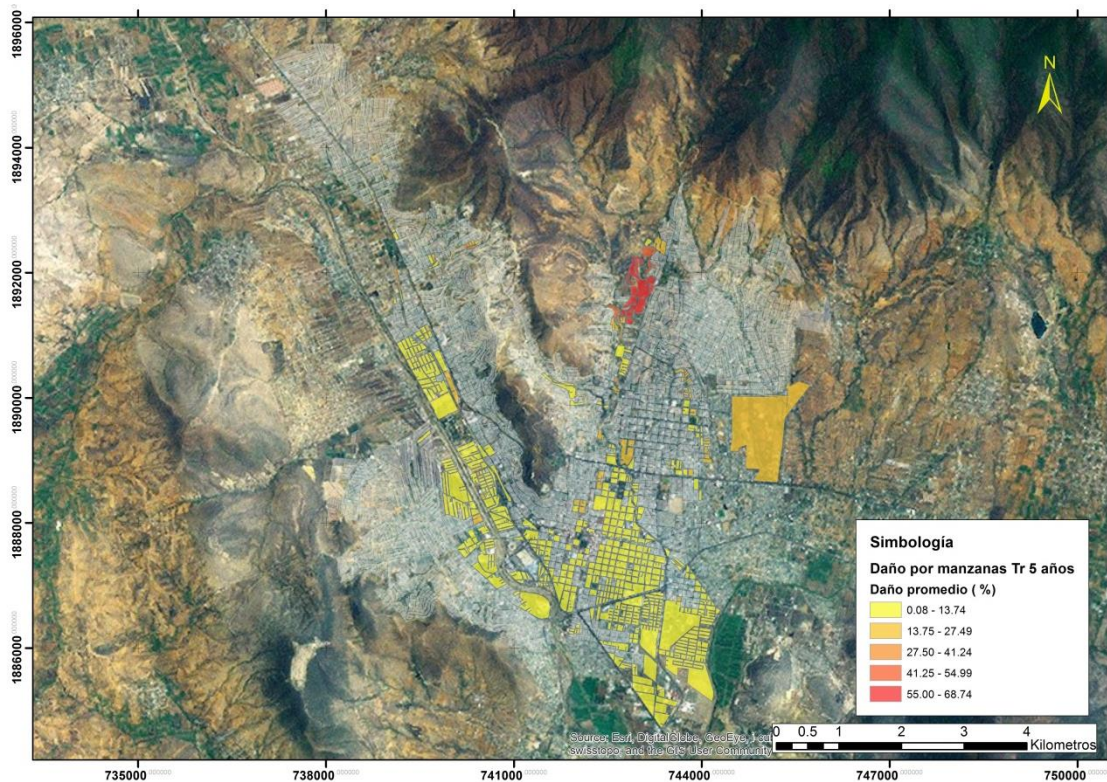 1896000
1894000
1892000
1890000
1888000
1886000
N
Simbología
Daño por manzanas Tr 5 años
Daño promedio ( %)
0.08 - 13.74
13.75 - 27.49
27.50 - 41.24
41.25 - 54.99
55.00 - 68.74
0 0.5 1 2 3 4
Kilometros
Source: Esri, DigitalGlobe, GeoEye, i-cu
swisstopo, and the GIS User Community
735000 738000 741000 744000 747000 750000